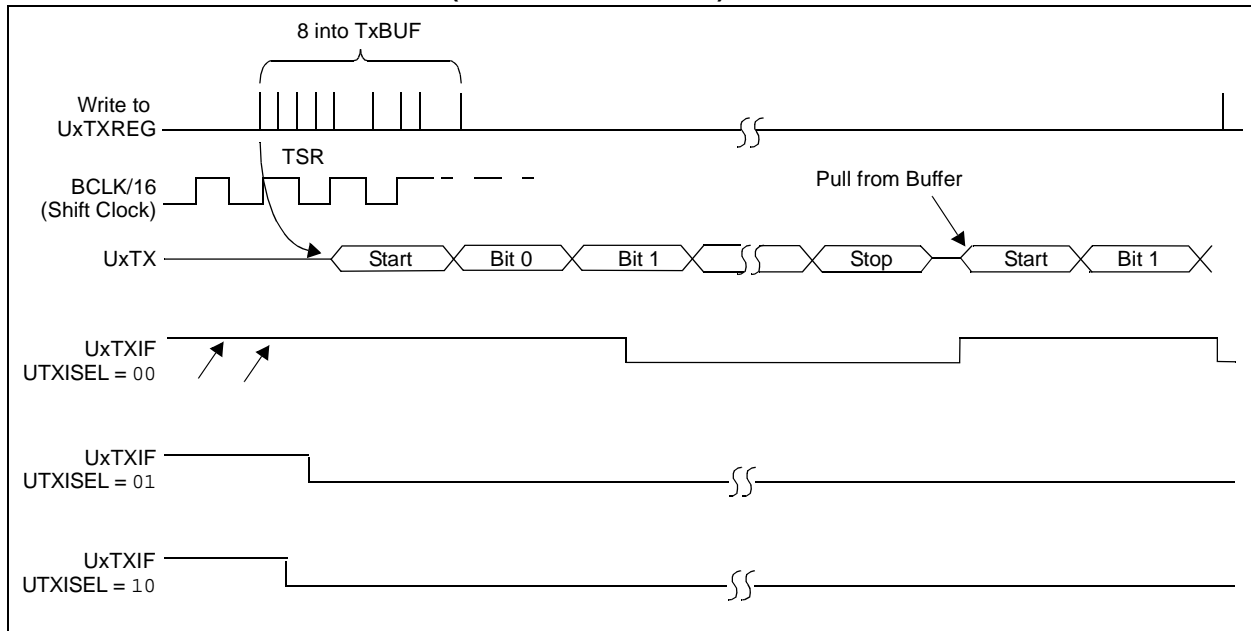 8 into TxBUF
Write to
UxTXREG
TSR
BCLK/16
(Shift Clock)
Pull from Buffer
UxTX
Start
Bit 0
Bit 1
Stop
Start
Bit 1
UxTXIF
UTXISEL = 00
UxTXIF
UTXISEL = 01
UxTXIF
UTXISEL = 10